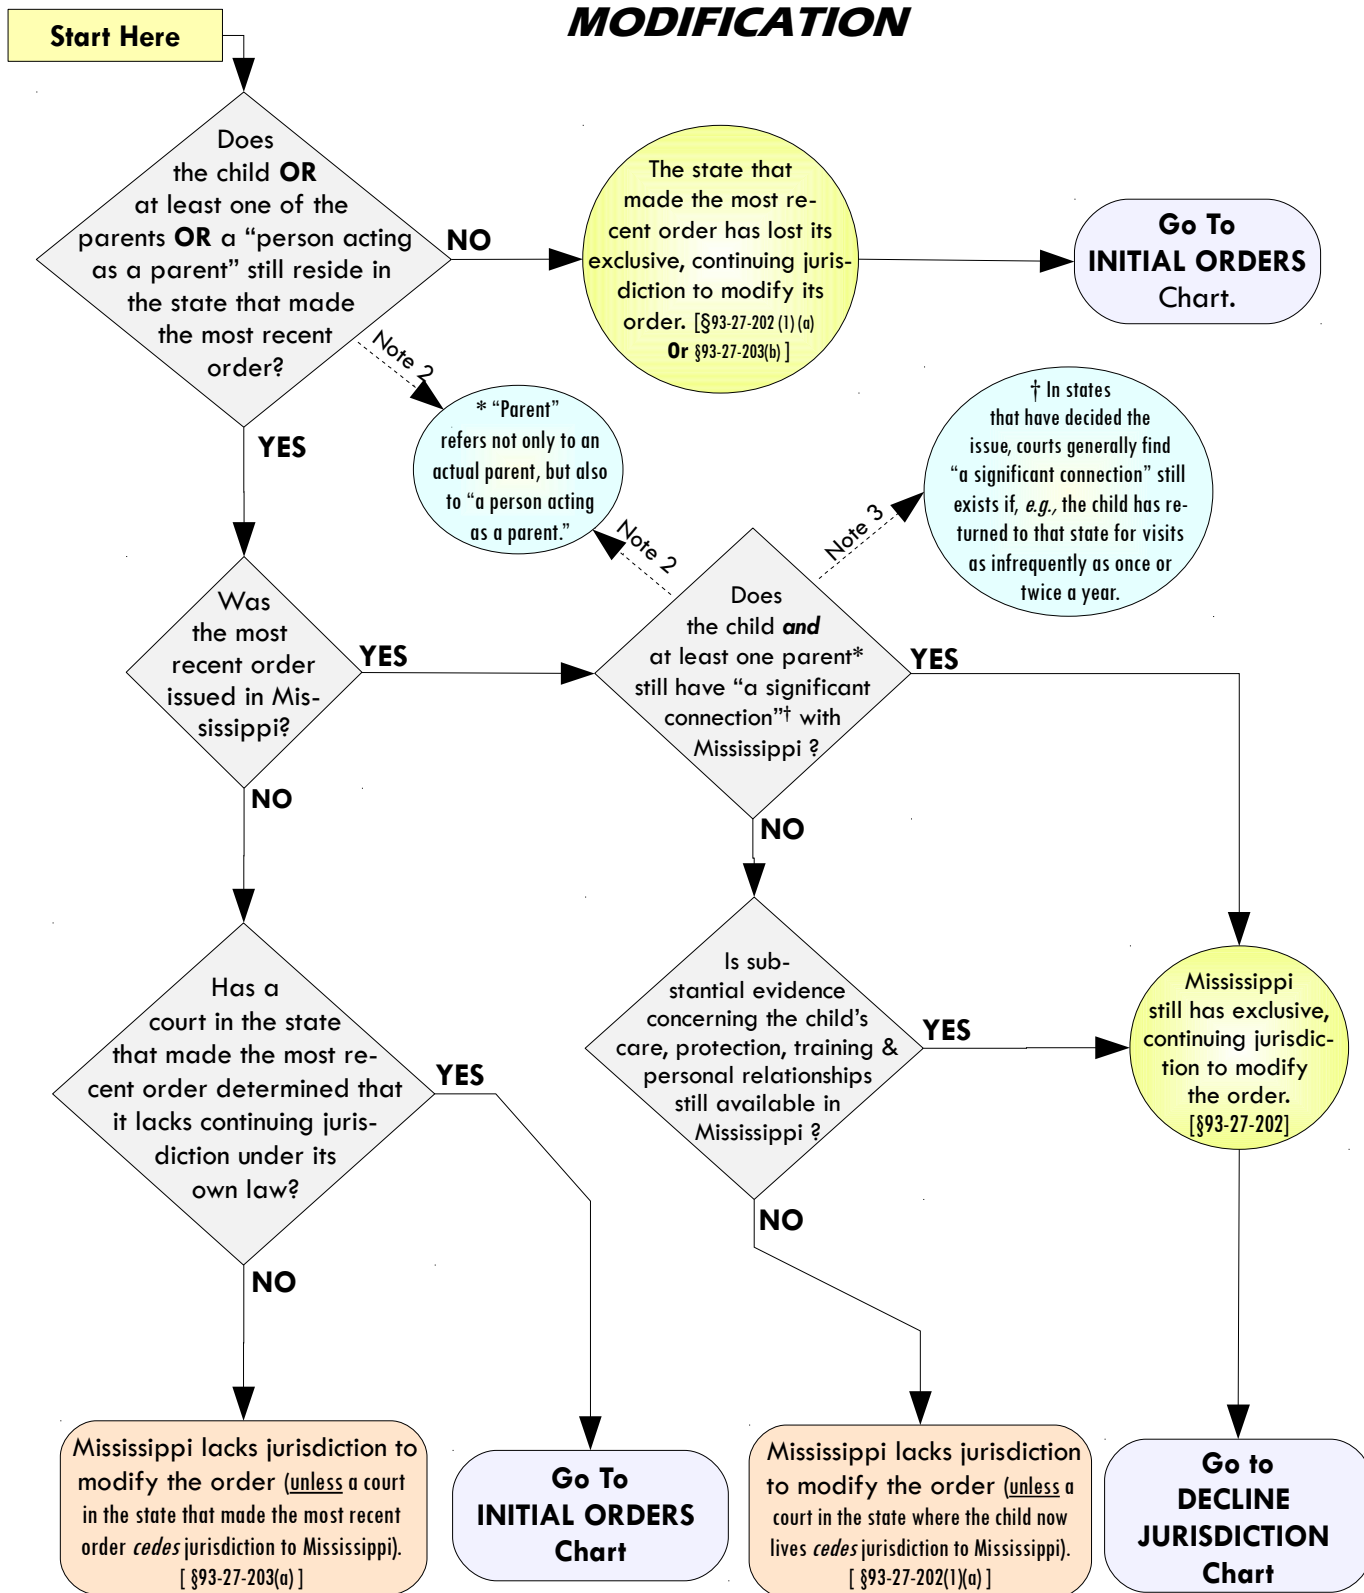 MODIFICATION
Start Here
Does
the child OR
at least one of the
parents OR a “person acting
as a parent” still reside in
the state that made
the most recent
order?
NO
The state that
made the most re-
cent order has lost its
exclusive, continuing juris-
diction to modify its
order. [§93-27-202 (1) (a)
Or §93-27-203(b) ]
Go To
INITIAL ORDERS
Chart.
Note 2
* “Parent”
refers not only to an
actual parent, but also
to “a person acting
as a parent.”
† In states
that have decided the
issue, courts generally find
“a significant connection” still
exists if, e.g., the child has re-
turned to that state for visits
as infrequently as once or
twice a year.
YES
Note 2
Note 3
Was
the most
recent order
issued in Mis-
sissippi?
YES
Does
the child and
at least one parent*
still have “a significant
connection”† with
Mississippi ?
YES
NO
NO
Has a
court in the state
that made the most re-
cent order determined that
it lacks continuing juris-
diction under its
own law?
YES
Is sub-
stantial evidence
concerning the child’s
care, protection, training &
personal relationships
still available in
Mississippi ?
YES
Mississippi
still has exclusive,
continuing jurisdic-
tion to modify
the order.
[§93-27-202]
NO
NO
Mississippi lacks jurisdiction to
modify the order (unless a court
in the state that made the most recent
order cedes jurisdiction to Mississippi).
[ §93-27-203(a) ]
Go To
INITIAL ORDERS
Chart
Mississippi lacks jurisdiction
to modify the order (unless a
court in the state where the child now
lives cedes jurisdiction to Mississippi).
[ §93-27-202(1)(a) ]
Go to
DECLINE
JURISDICTION
Chart